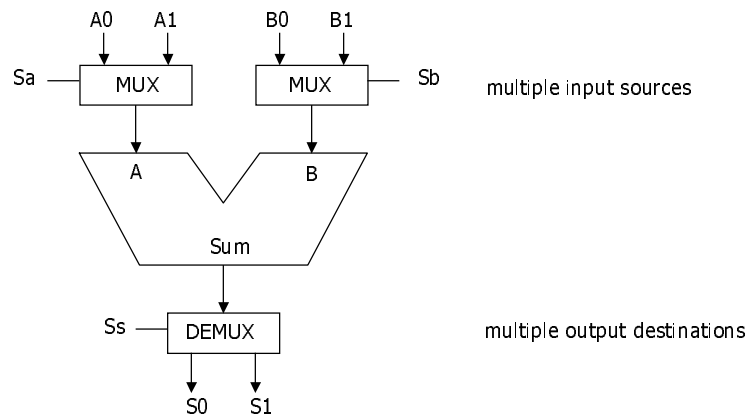 A0 A1 B0 B1
Sa MUX MUX Sb multiple input sources
A B
Sum
Ss DEMUX multiple output destinations
S0 S1